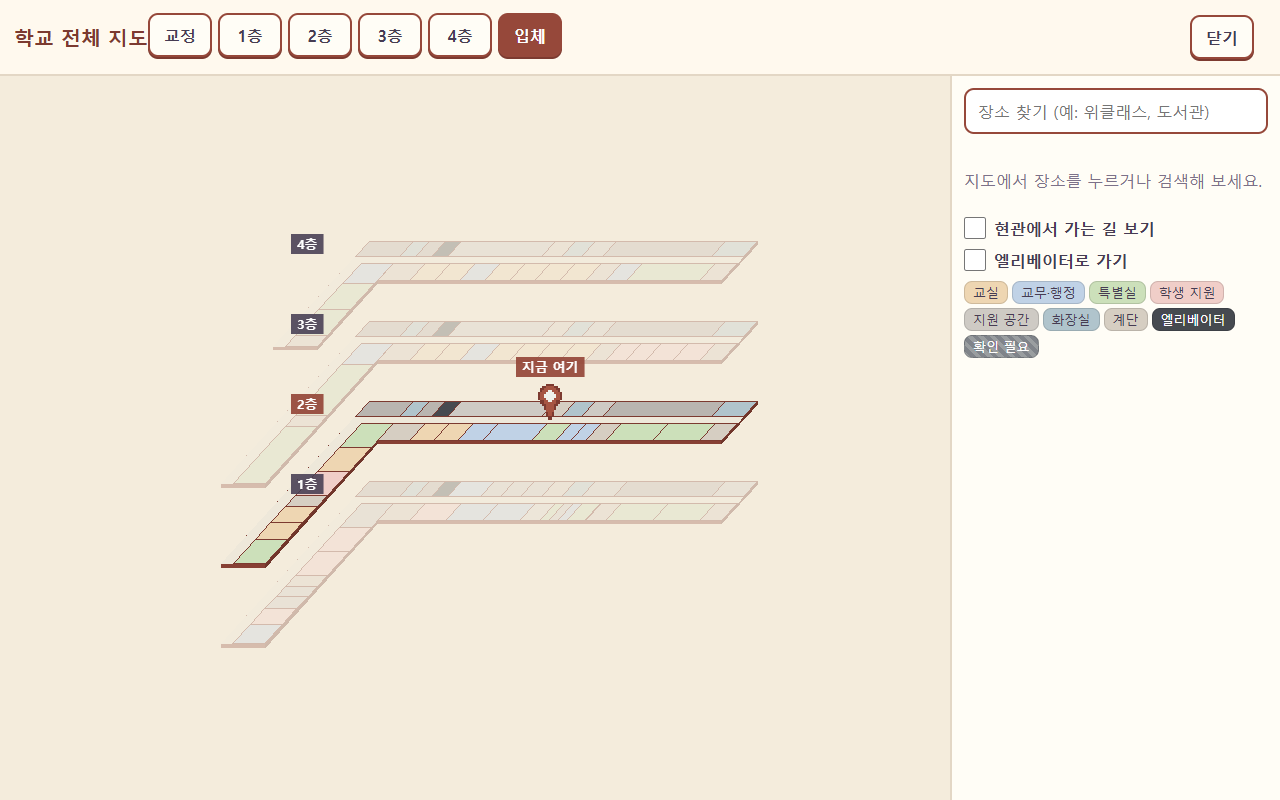 학교 전체 지도
교정
1층
2층
3층
4층
입체
닫기
장소 찾기 (예: 위클래스, 도서관)
지도에서 장소를 누르거나 검색해 보세요.
현관에서 가는 길 보기
엘리베이터로 가기
교실 교무·행정 특별실 학생 지원
지원 공간 화장실 계단 엘리베이터
확인 필요
4층
3층
지금 여기
2층
1층